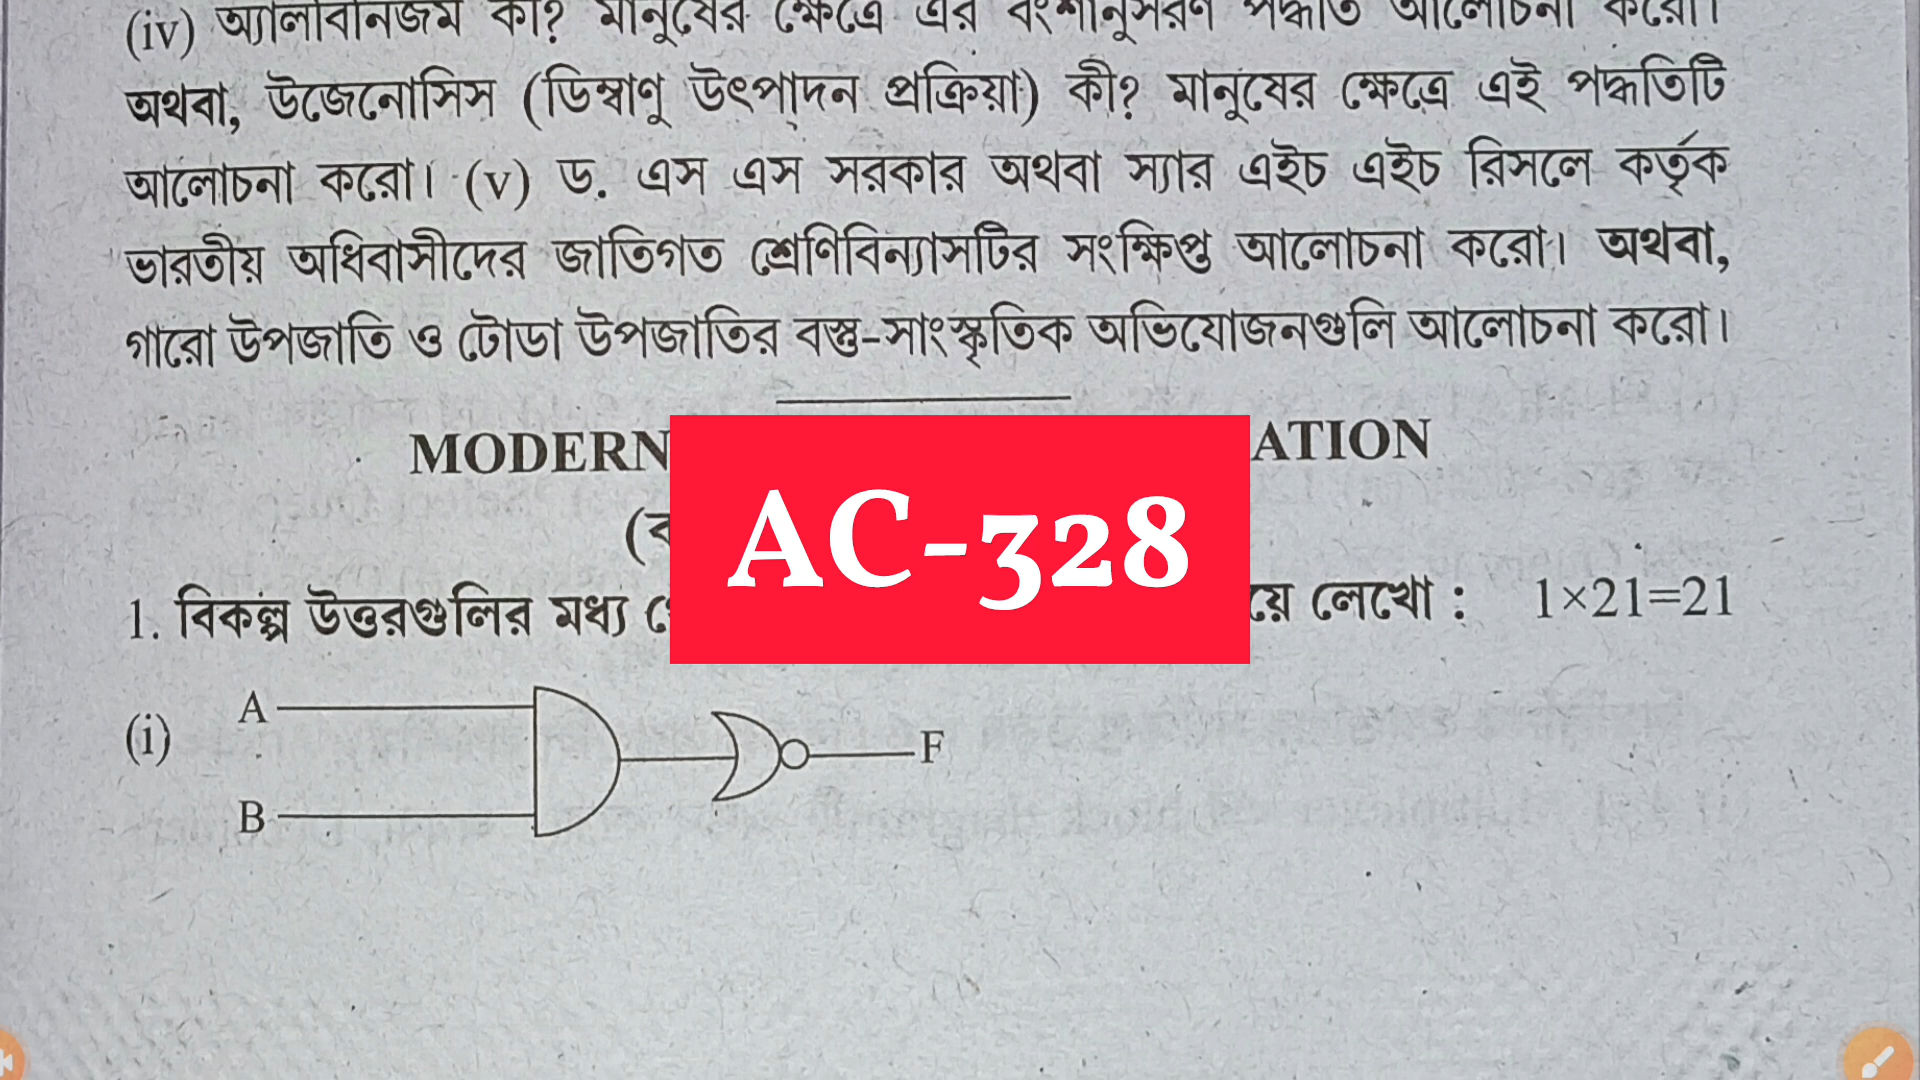 (iv) অ্যালবিনিজম কী? মানুষের ক্ষেত্রে এর বংশানুসরণ পদ্ধতি আলোচনা করো।
অথবা, উজেনোসিস (ডিম্বাণু উৎপাদন প্রক্রিয়া) কী? মানুষের ক্ষেত্রে এই পদ্ধতিটি
আলোচনা করো। (v) ড. এস এস সরকার অথবা স্যার এইচ এইচ রিসলে কর্তৃক
ভারতীয় অধিবাসীদের জাতিগত শ্রেণিবিন্যাসটির সংক্ষিপ্ত আলোচনা করো। অথবা,
গারো উপজাতি ও টোডা উপজাতির বস্তু-সাংস্কৃতিক অভিযোজনগুলি আলোচনা করো।
MODERN
AC-328
1. বিকল্প উত্তরগুলির মধ্য লেখো : 1×21=21
(i) A B F